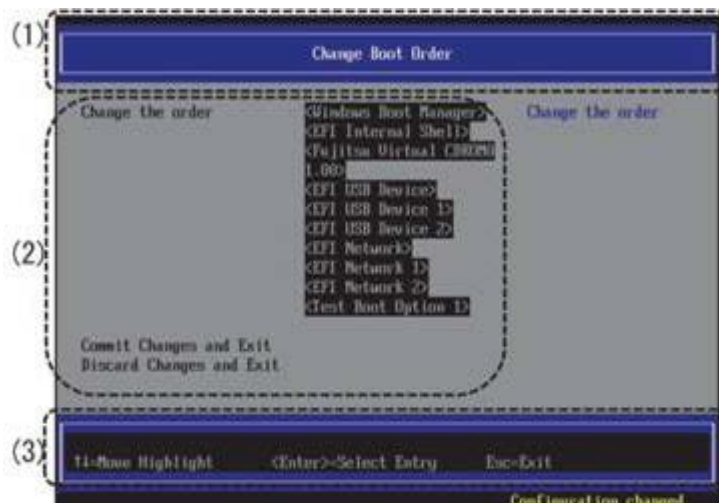 (1)
Change Boot Order
Change the order
<Windows Boot Manager>
Change the order
<EFI Internal Shell>
<Fujitsu Virtual CDROM0
1.00>
<EFI USB Device>
<EFI USB Device 1>
<EFI USB Device 2>
(2)
<EFI Network>
<EFI Network 1>
<EFI Network 2>
<Test Boot Option 1>
Commit Changes and Exit
Discard Changes and Exit
(3)
↑↓=Move Highlight
<Enter>=Select Entry
Esc=Exit
Configuration changed